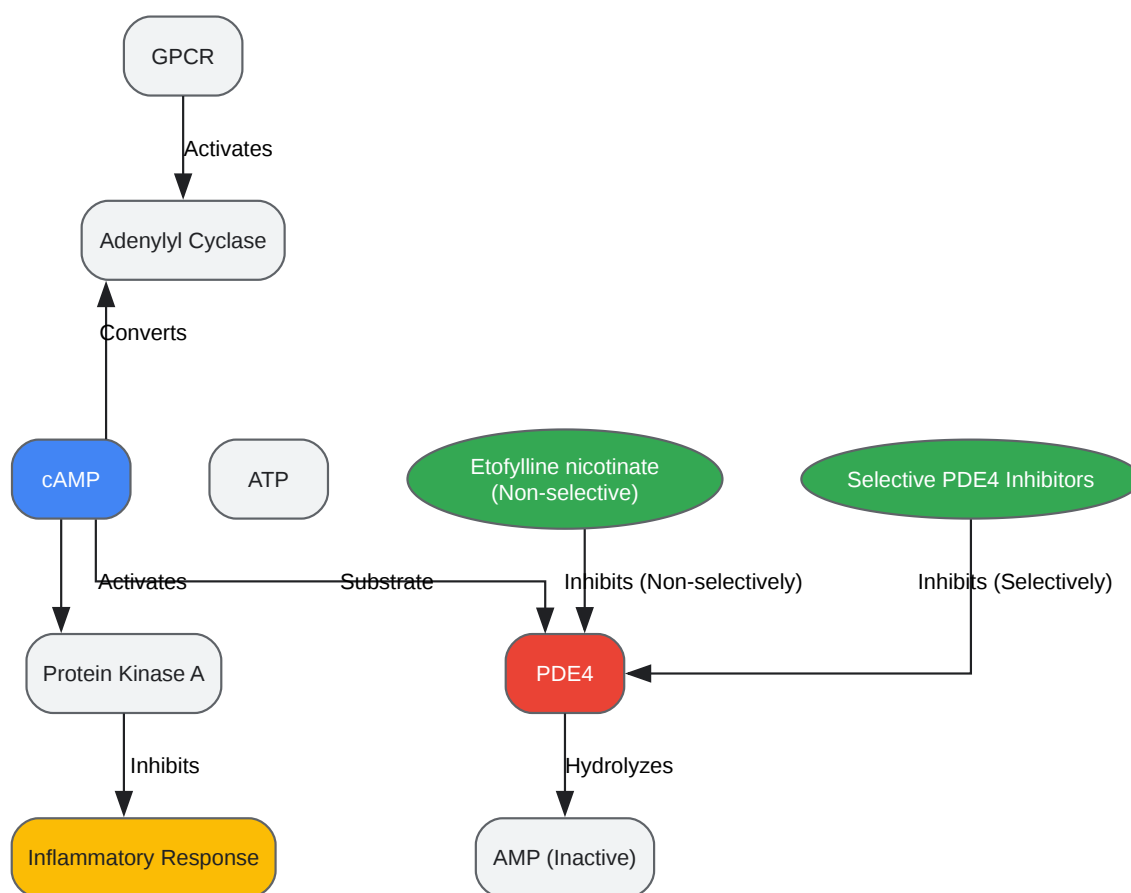 GPCR
Activates
Adenylyl Cyclase
Converts
cAMP
ATP
Etofylline nicotinate
(Non-selective)
Selective PDE4 Inhibitors
Activates
Substrate
Inhibits (Non-selectively)
Inhibits (Selectively)
Protein Kinase A
PDE4
Inhibits
Hydrolyzes
Inflammatory Response
AMP (Inactive)